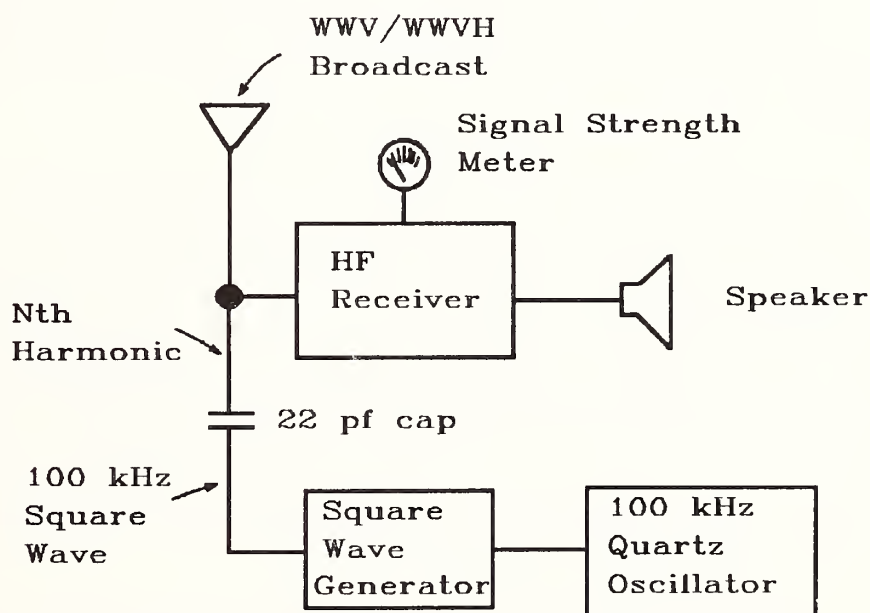 WWV/WWVH
Broadcast
Signal Strength
Meter
HF
Receiver
Speaker
Nth
Harmonic
22 pf cap
100 kHz
Square
Wave
Square
Wave
Generator
100 kHz
Quartz
Oscillator